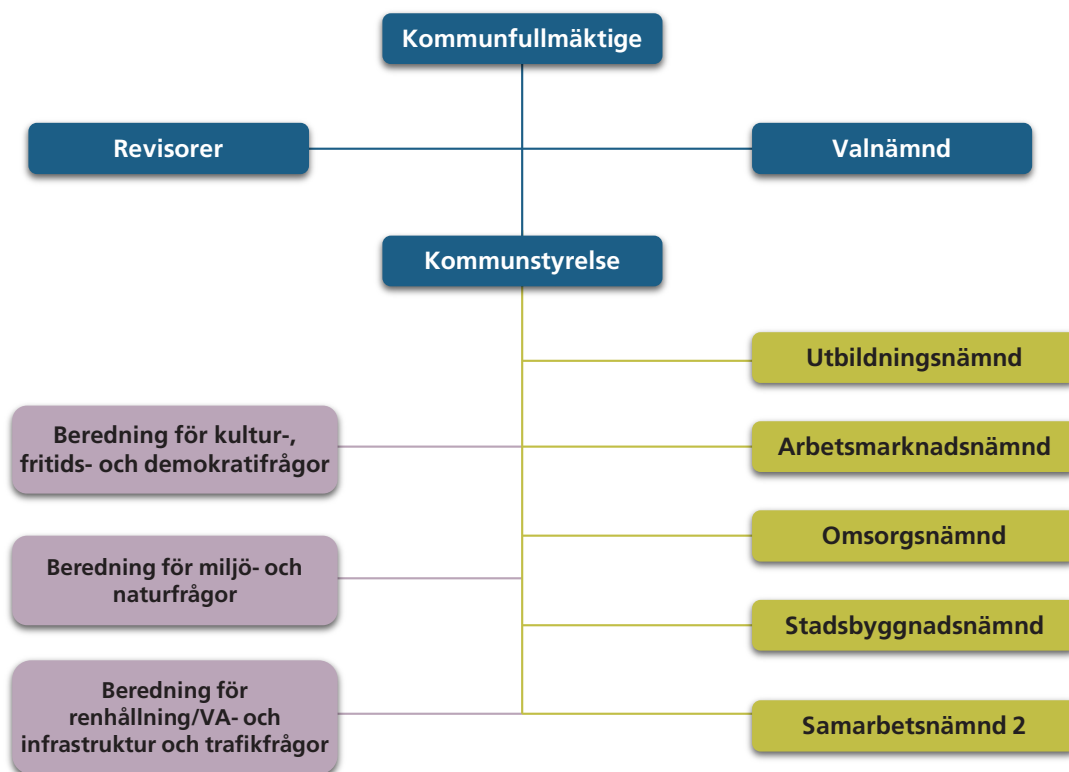 Kommunfullmäktige
Revisorer
Valnämnd
Kommunstyrelse
Utbildningsnämnd
Beredning för kultur-,
fritids- och demokratifrågor
Arbetsmarknadsnämnd
Omsorgsnämnd
Beredning för miljö- och
naturfrågor
Stadsbyggnadsnämnd
Beredning för
renhållning/VA- och
infrastruktur och trafikfrågor
Samarbetsnämnd 2